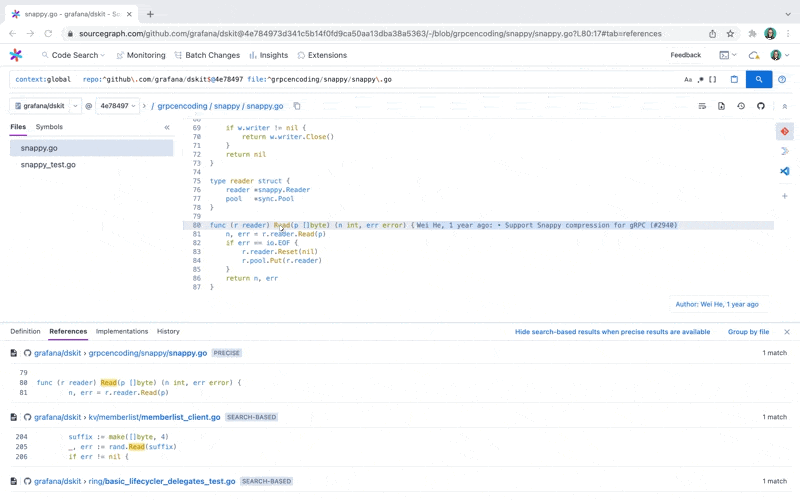 snappy.go – grafana/dskit – So
sourcegraph.com/github.com/grafana/dskit@4e784973d341c5b14f0fd9ca50aa13dba38a5363/-/blob/grpcencoding/snappy/snappy.go?L80:17#tab=references
Code Search Monitoring Batch Changes Insights Extensions Feedback
context:global repo:^github\.com/grafana/dskit$@4e78497 file:^grpcencoding/snappy/snappy\.go Aa .* []
grafana/dskit @ 4e78497 › / grpcencoding / snappy / snappy.go
Files Symbols «
snappy.go
snappy_test.go
68
69 if w.writer != nil {
70 return w.writer.Close()
71 }
72 return nil
73 }
74
75 type reader struct {
76 reader *snappy.Reader
77 pool *sync.Pool
78 }
79
80 func (r reader) Read(p []byte) (n int, err error) { Wei He, 1 year ago: • Support Snappy compression for gRPC (#2940)
81 n, err = r.reader.Read(p)
82 if err == io.EOF {
83 r.reader.Reset(nil)
84 r.pool.Put(r.reader)
85 }
86 return n, err
87 }
Author: Wei He, 1 year ago
Definition References Implementations History Hide search-based results when precise results are available Group by file
grafana/dskit › grpcencoding/snappy/snappy.go PRECISE 1 match
79
80 func (r reader) Read(p []byte) (n int, err error) {
81 n, err = r.reader.Read(p)
grafana/dskit › kv/memberlist/memberlist_client.go SEARCH-BASED 1 match
204 suffix := make([]byte, 4)
205 _, err := rand.Read(suffix)
206 if err != nil {
grafana/dskit › ring/basic_lifecycler_delegates_test.go SEARCH-BASED 1 match